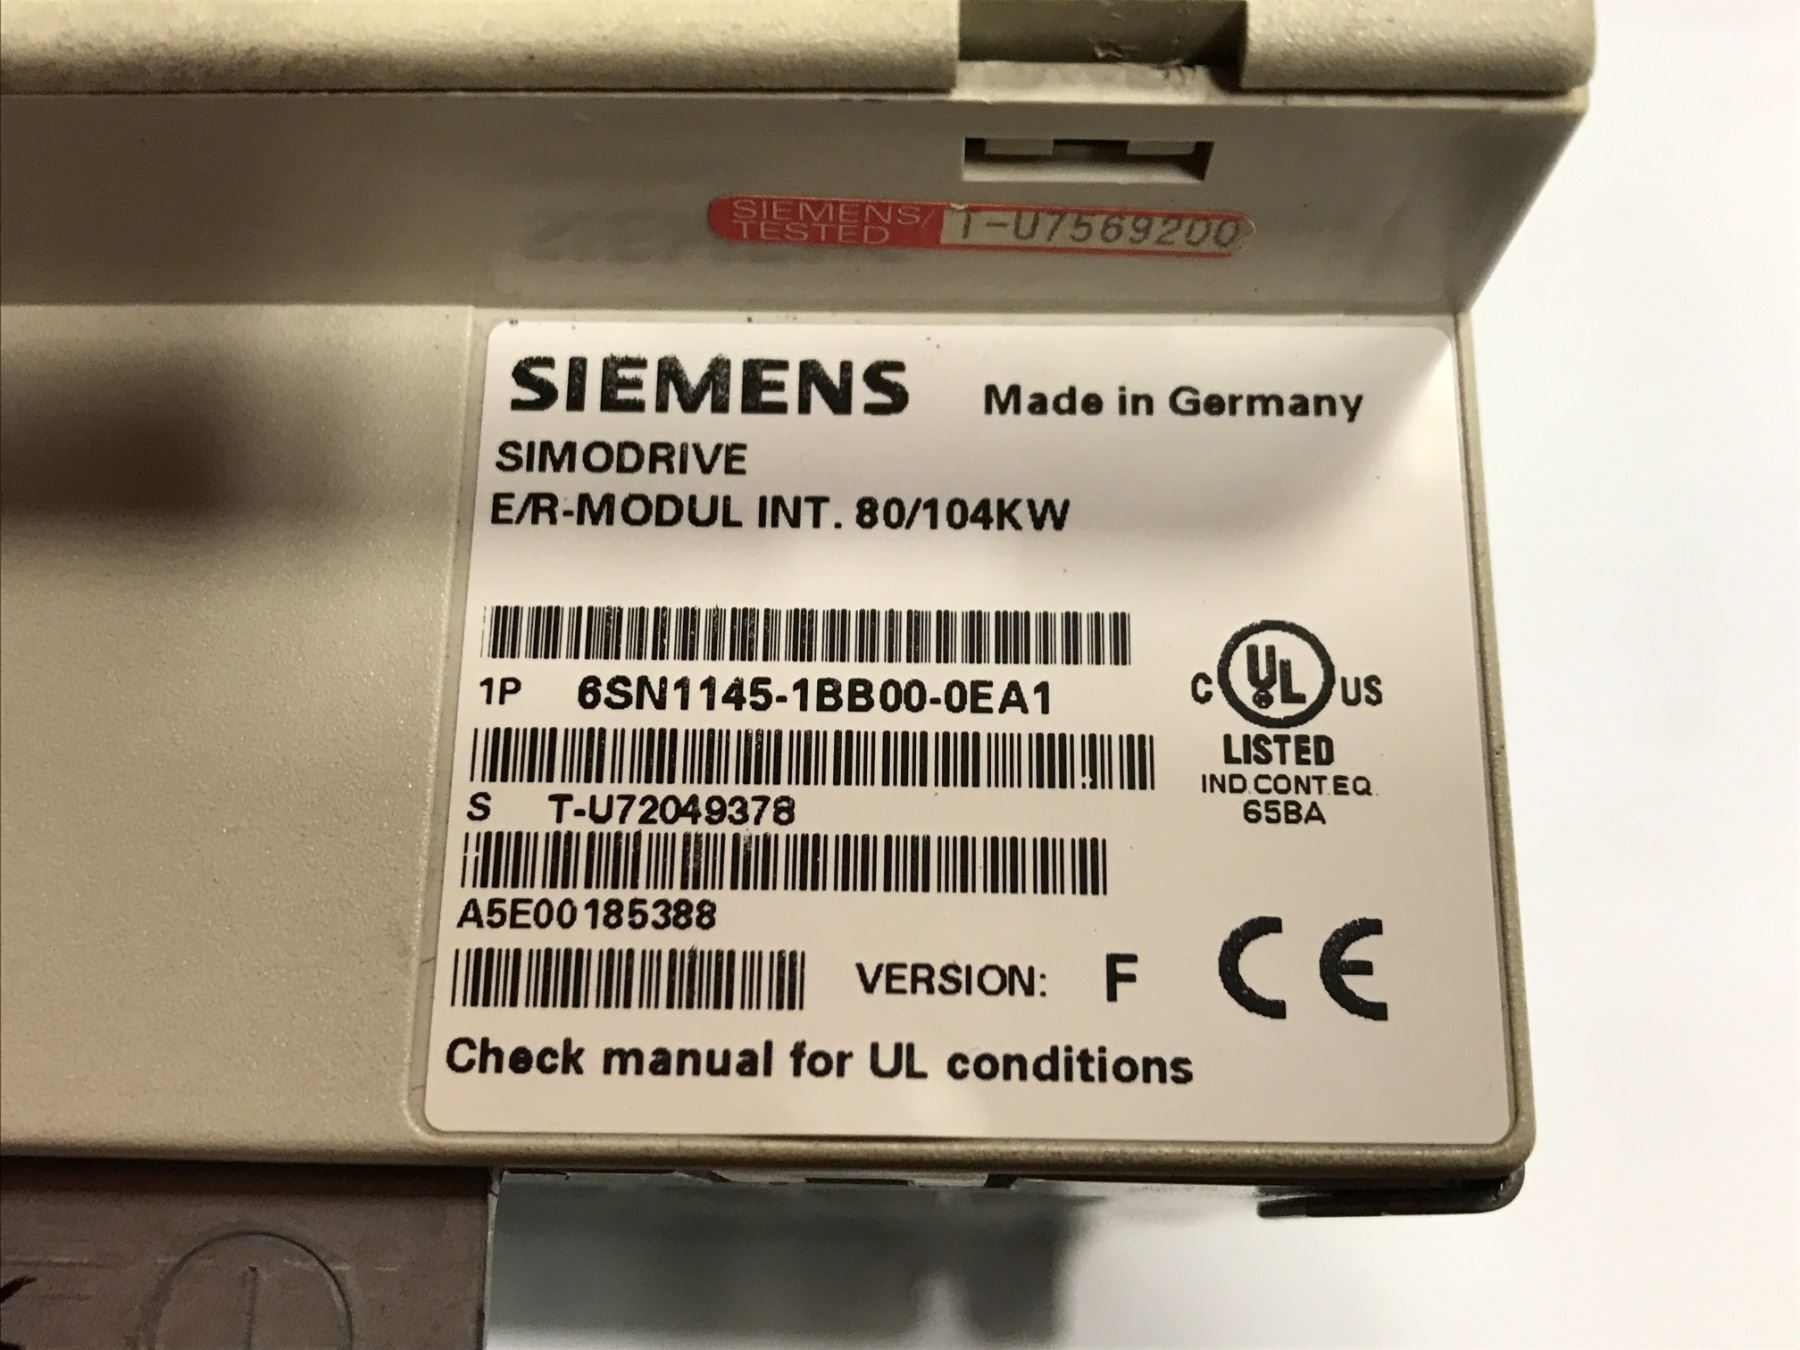 SIEMENS/ T-U7569200
TESTED
SIEMENS Made in Germany
SIMODRIVE
E/R-MODUL INT. 80/104KW
1P 6SN1145-1BB00-0EA1
C UL US
LISTED
IND.CONT.EQ.
65BA
S T-U72049378
A5E00185388
VERSION: F CE
Check manual for UL conditions